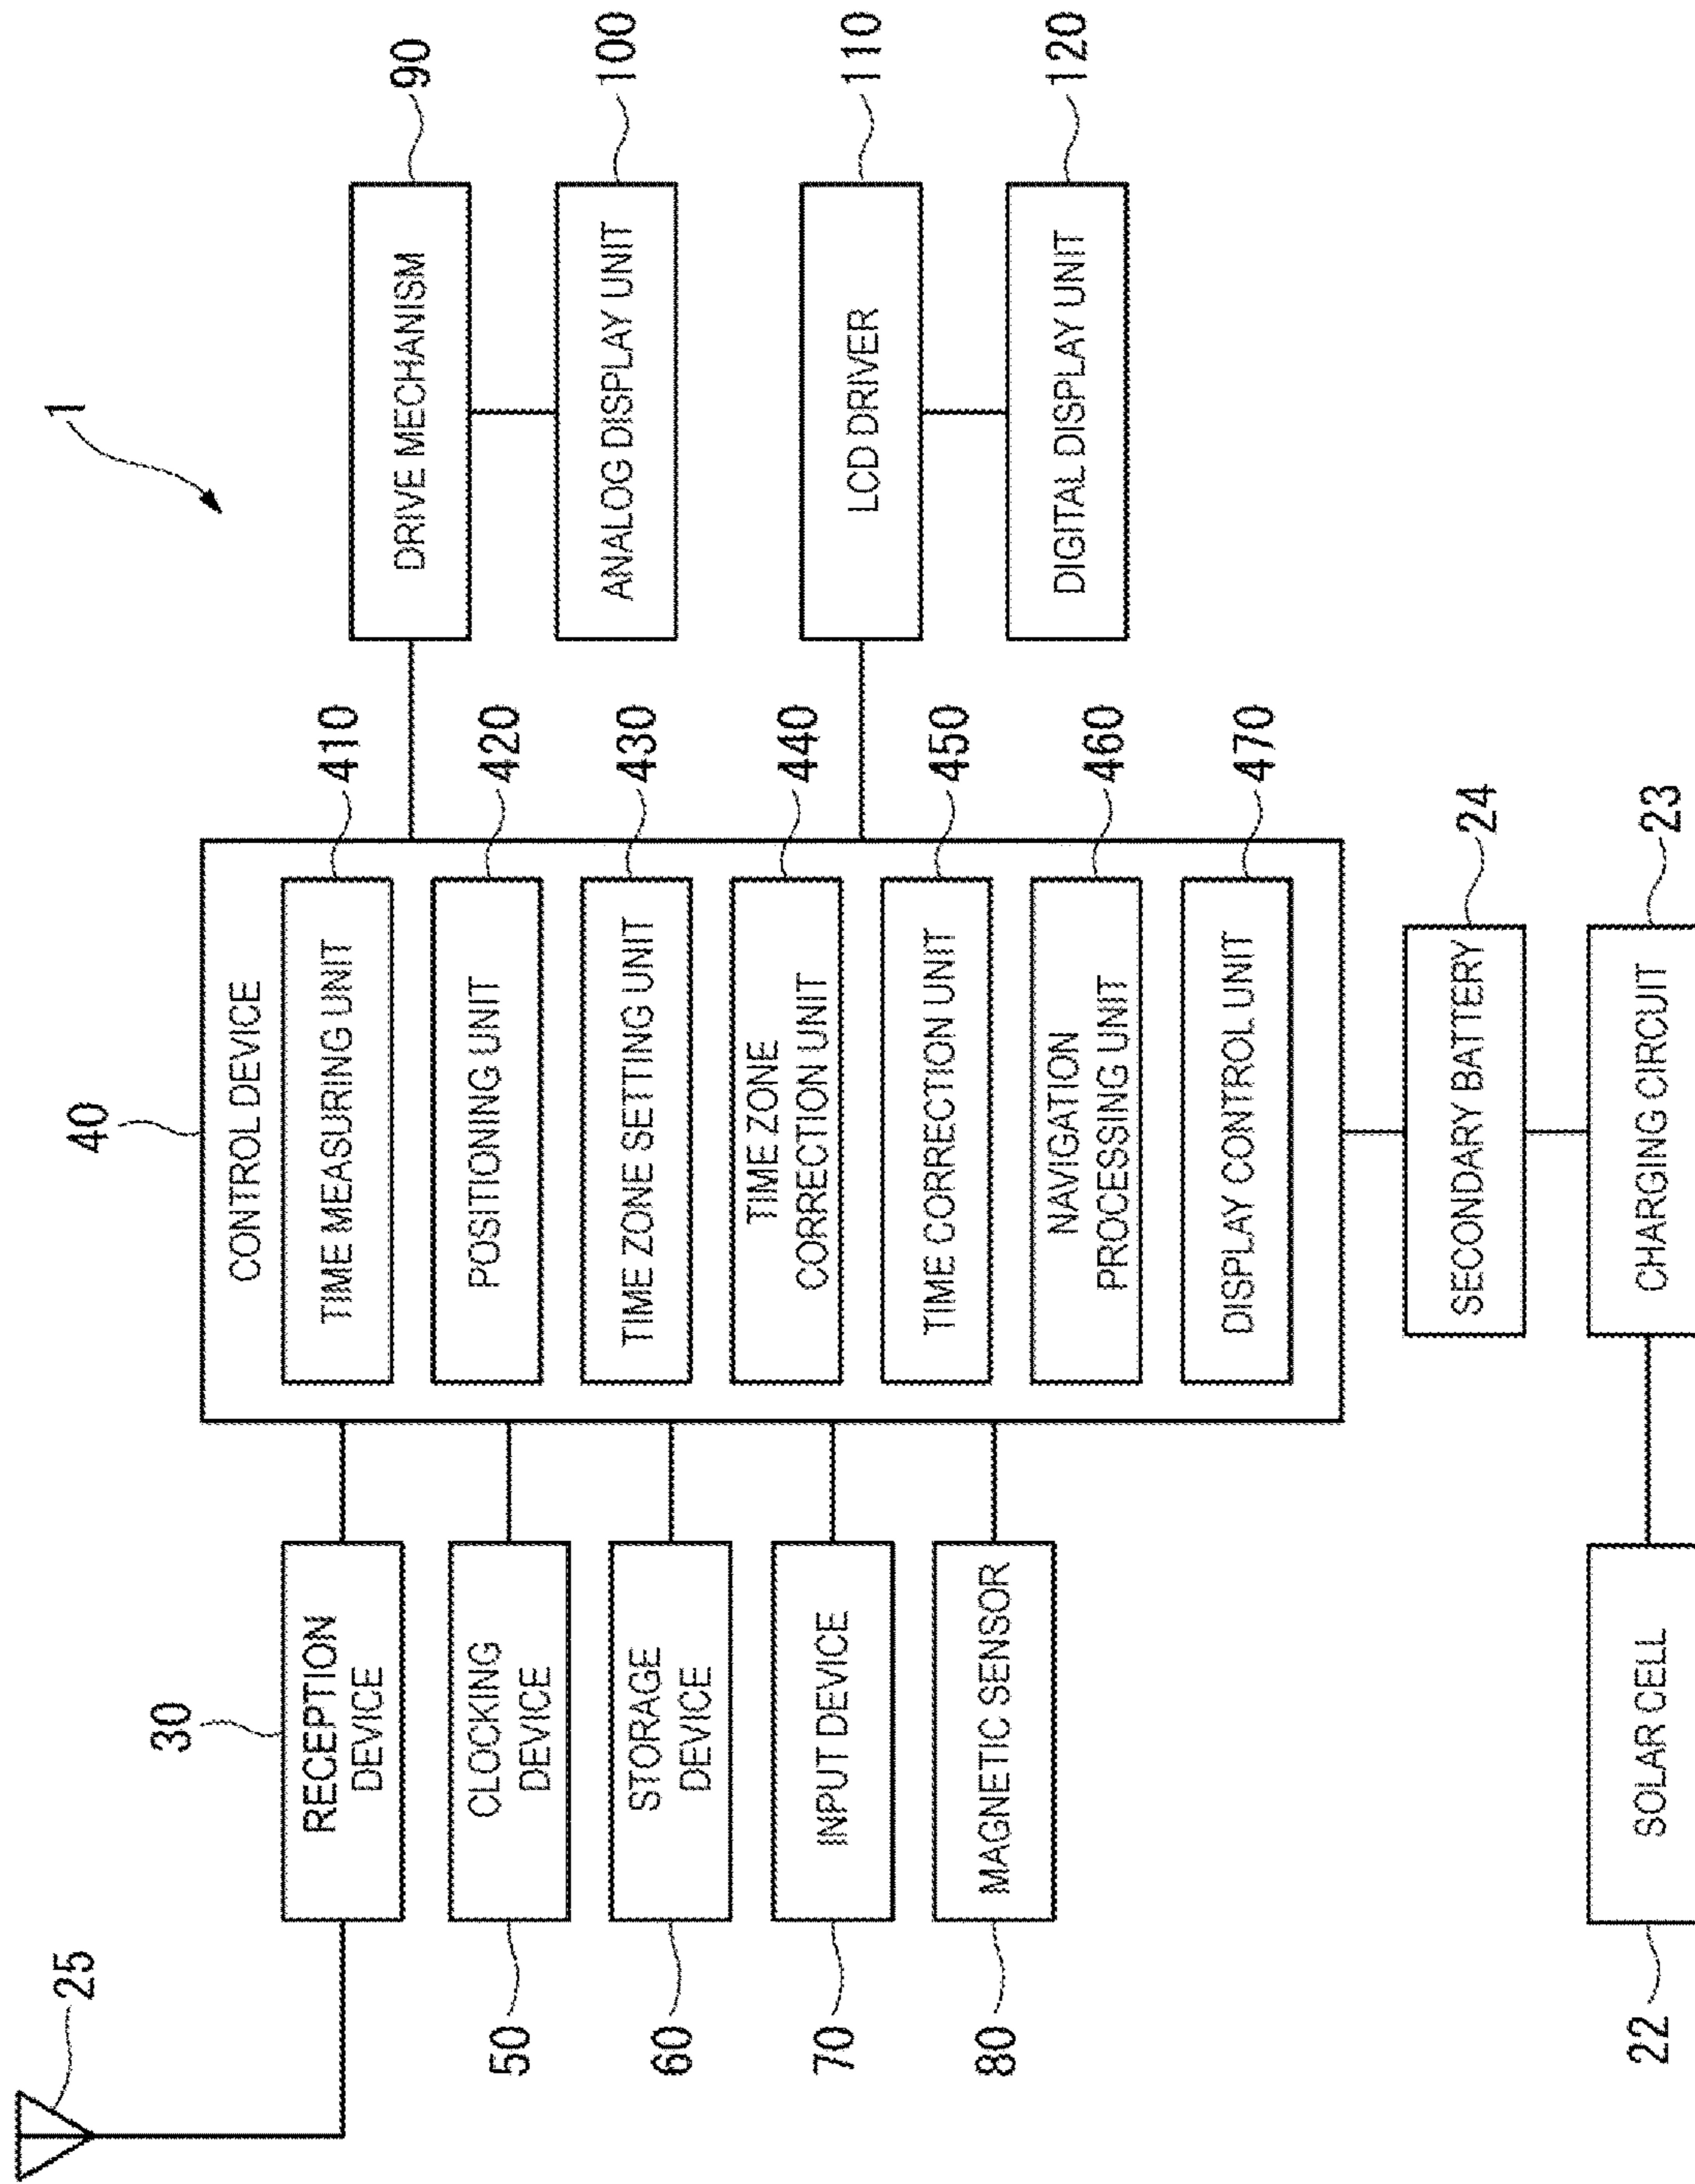 1
25
30
RECEPTION
DEVICE
50
CLOCKING
DEVICE
60
STORAGE
DEVICE
70
INPUT DEVICE
80
MAGNETIC SENSOR
40
CONTROL DEVICE
TIME MEASURING UNIT
410
POSITIONING UNIT
420
TIME ZONE SETTING UNIT
430
TIME ZONE
CORRECTION UNIT
440
TIME CORRECTION UNIT
450
NAVIGATION
PROCESSING UNIT
460
DISPLAY CONTROL UNIT
470
DRIVE MECHANISM
90
ANALOG DISPLAY UNIT
100
LCD DRIVER
110
DIGITAL DISPLAY UNIT
120
SECONDARY BATTERY
24
CHARGING CIRCUIT
23
22
SOLAR CELL